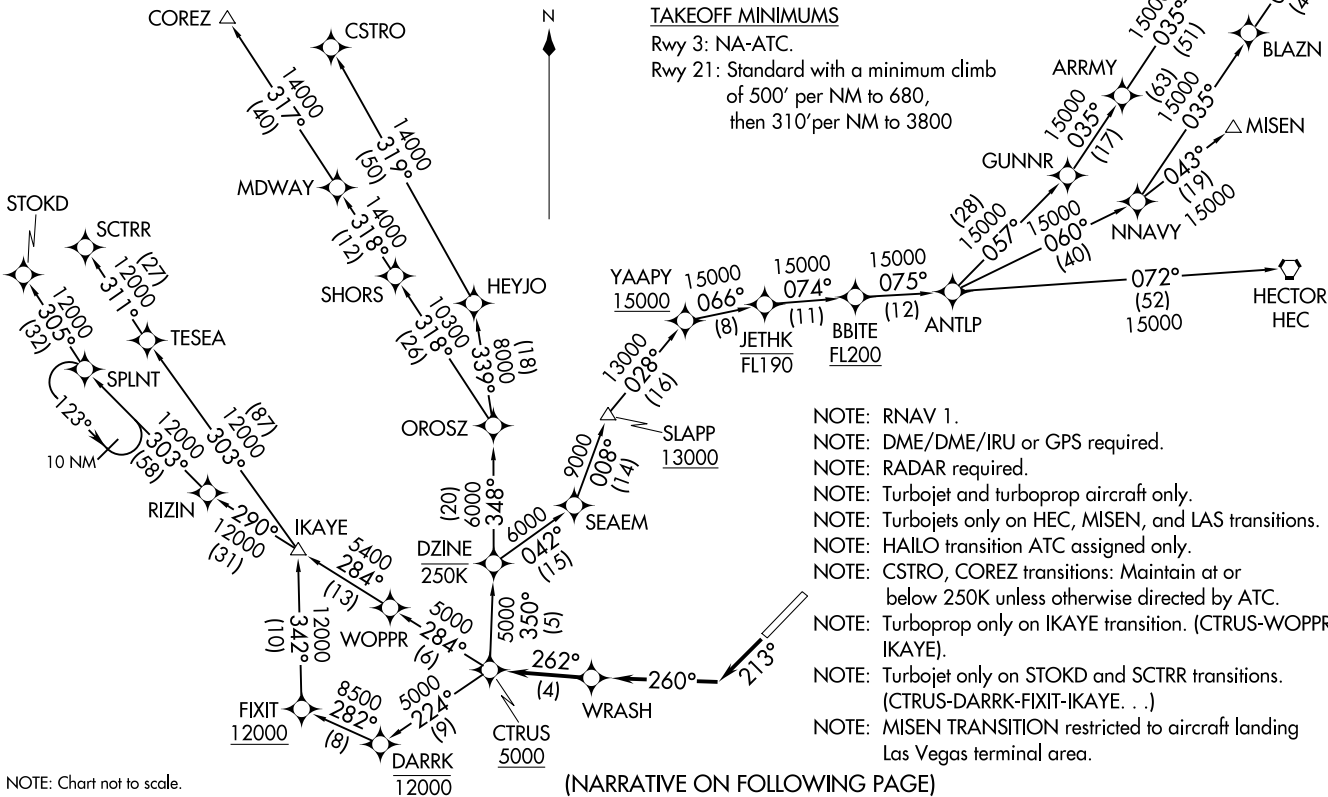 COREZ
CSTRO
N
TAKEOFF MINIMUMS
Rwy 3: NA-ATC.
Rwy 21: Standard with a minimum climb
of 500' per NM to 680,
then 310'per NM to 3800
15000
035°
(51)
BLAZN
ARRMY
(63)
15000
035°
15000
035°
(17)
MISEN
14000
317°
(40)
14000
319°
(50)
GUNNR
043°
(19)
15000
MDWAY
STOKD
SCTRR
14000
318°
(12)
(28)
15000
057°
15000
060°
(40)
NNAVY
(27)
12000
311°
SHORS
HEYJO
YAAPY
15000
15000
066°
(8)
15000
074°
(11)
15000
075°
(12)
072°
(52)
15000
HECTOR
HEC
12000
305°
(32)
TESEA
10300
318°
(26)
(18)
8000
339°
JETHK
FL190
BBITE
FL200
ANTLP
SPLNT
13000
028°
(16)
123°
10 NM
12000
303°
(58)
(87)
12000
303°
OROSZ
SLAPP
13000
NOTE: RNAV 1.
NOTE: DME/DME/IRU or GPS required.
NOTE: RADAR required.
NOTE: Turbojet and turboprop aircraft only.
NOTE: Turbojets only on HEC, MISEN, and LAS transitions.
NOTE: HAILO transition ATC assigned only.
NOTE: CSTRO, COREZ transitions: Maintain at or
below 250K unless otherwise directed by ATC.
NOTE: Turboprop only on IKAYE transition. (CTRUS-WOPPR
IKAYE).
NOTE: Turbojet only on STOKD and SCTRR transitions.
(CTRUS-DARRK-FIXIT-IKAYE. . .)
NOTE: MISEN TRANSITION restricted to aircraft landing
Las Vegas terminal area.
9000
008°
(14)
RIZIN
290°
12000
(31)
IKAYE
(20)
6000
348°
SEAEM
DZINE
250K
6000
042°
(15)
5400
284°
(13)
WOPPR
5000
284°
(6)
5000
350°
(5)
12000
342°
(10)
262°
(4)
260°
213°
WRASH
FIXIT
12000
8500
282°
(8)
5000
224°
(9)
CTRUS
5000
DARRK
12000
NOTE: Chart not to scale.
(NARRATIVE ON FOLLOWING PAGE)